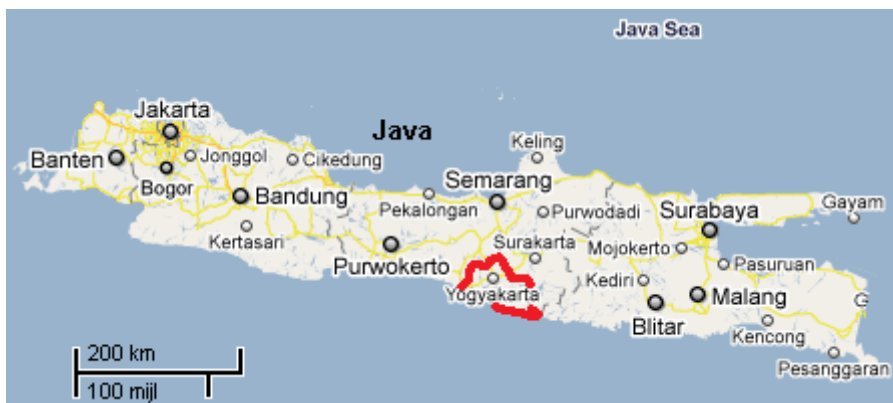 Java Sea
Java
Jakarta
Keling
Banten
Jonggol
Cikedung
Bogor
Bandung
Semarang
Pekalongan
Purwodadi
Surabaya
Gayam
Kertasari
Surakarta
Mojokerto
Purwokerto
Pasuruan
Kediri
Yogyakarta
Malang
G
Blitar
Kencong
200 km
Pesanggaran
100 mijl